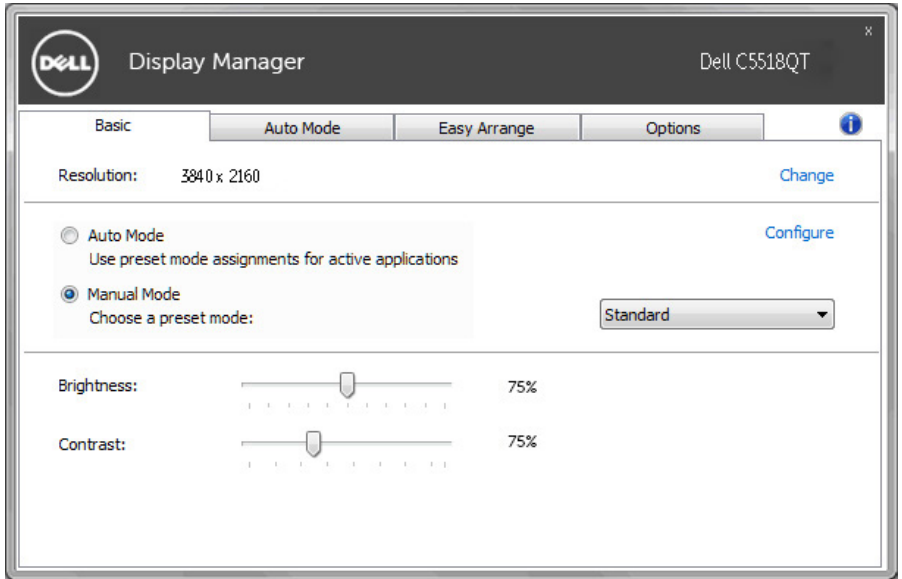 DELL Display Manager Dell C5518QT x
Basic Auto Mode Easy Arrange Options i
Resolution: 3840 x 2160 Change
Auto Mode Configure
Use preset mode assignments for active applications
Manual Mode
Choose a preset mode: Standard
Brightness: 75%
Contrast: 75%